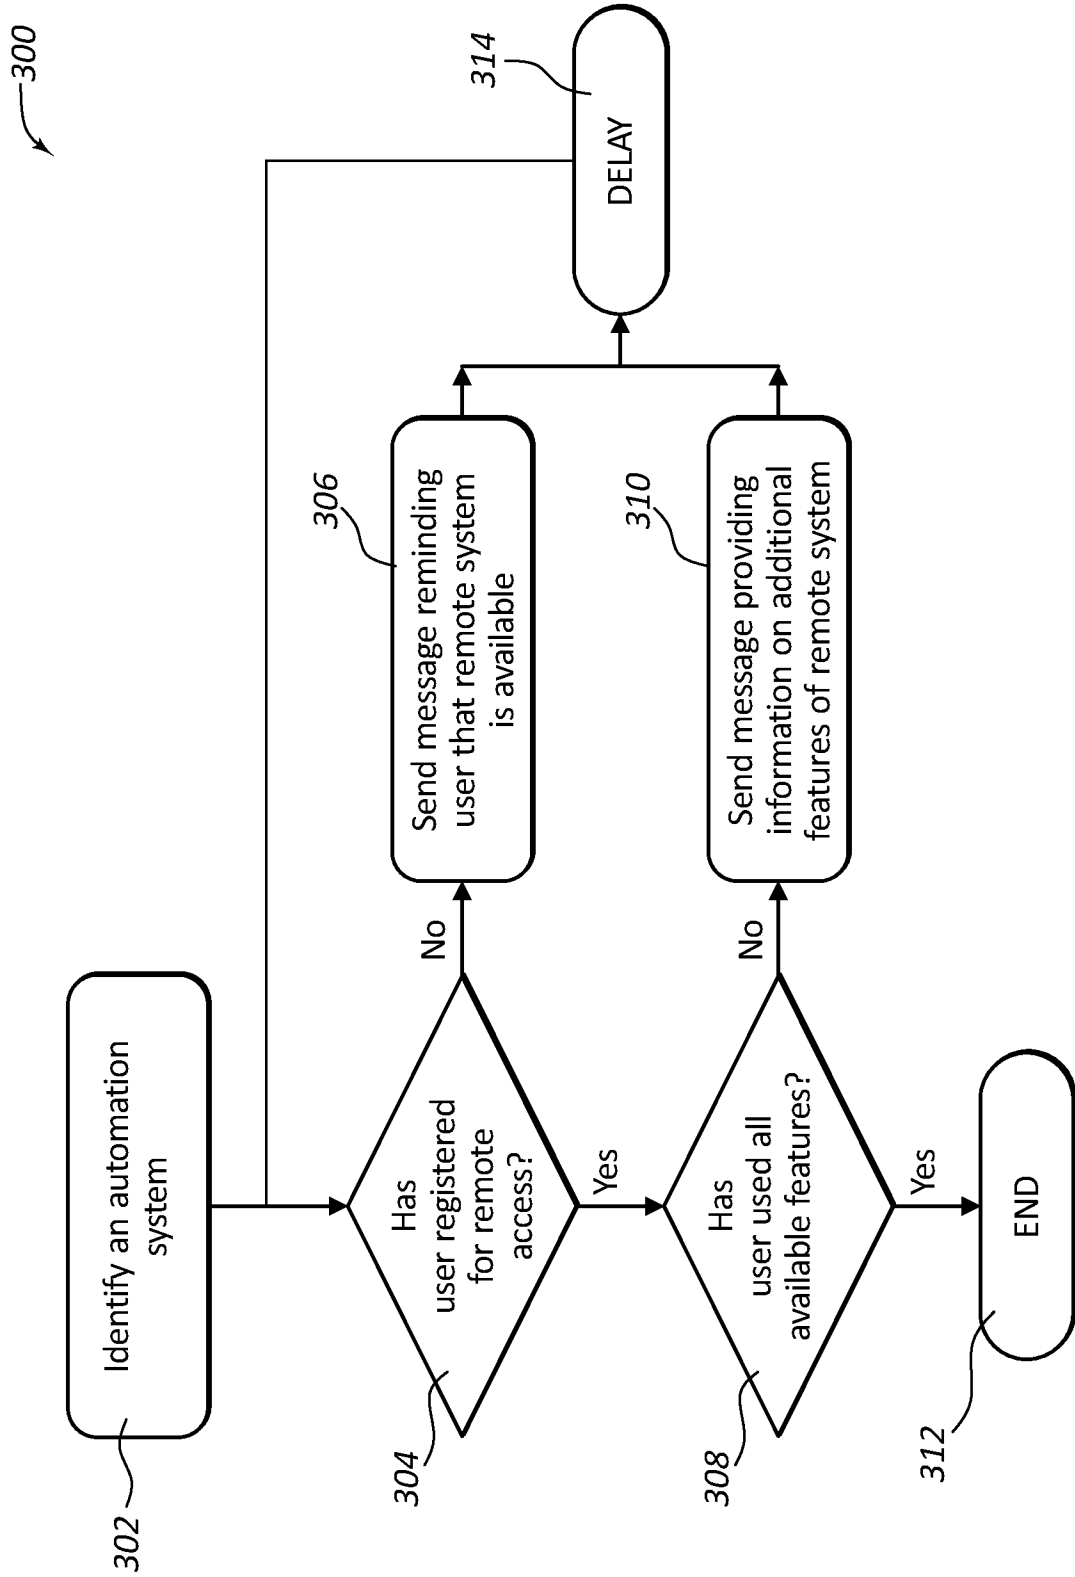 300
302
Identify an automation
system
304
Has
user registered
for remote
access?
No
306
Send message reminding
user that remote system
is available
Yes
308
Has
user used all
available features?
No
310
Send message providing
information on additional
features of remote system
314
DELAY
Yes
312
END